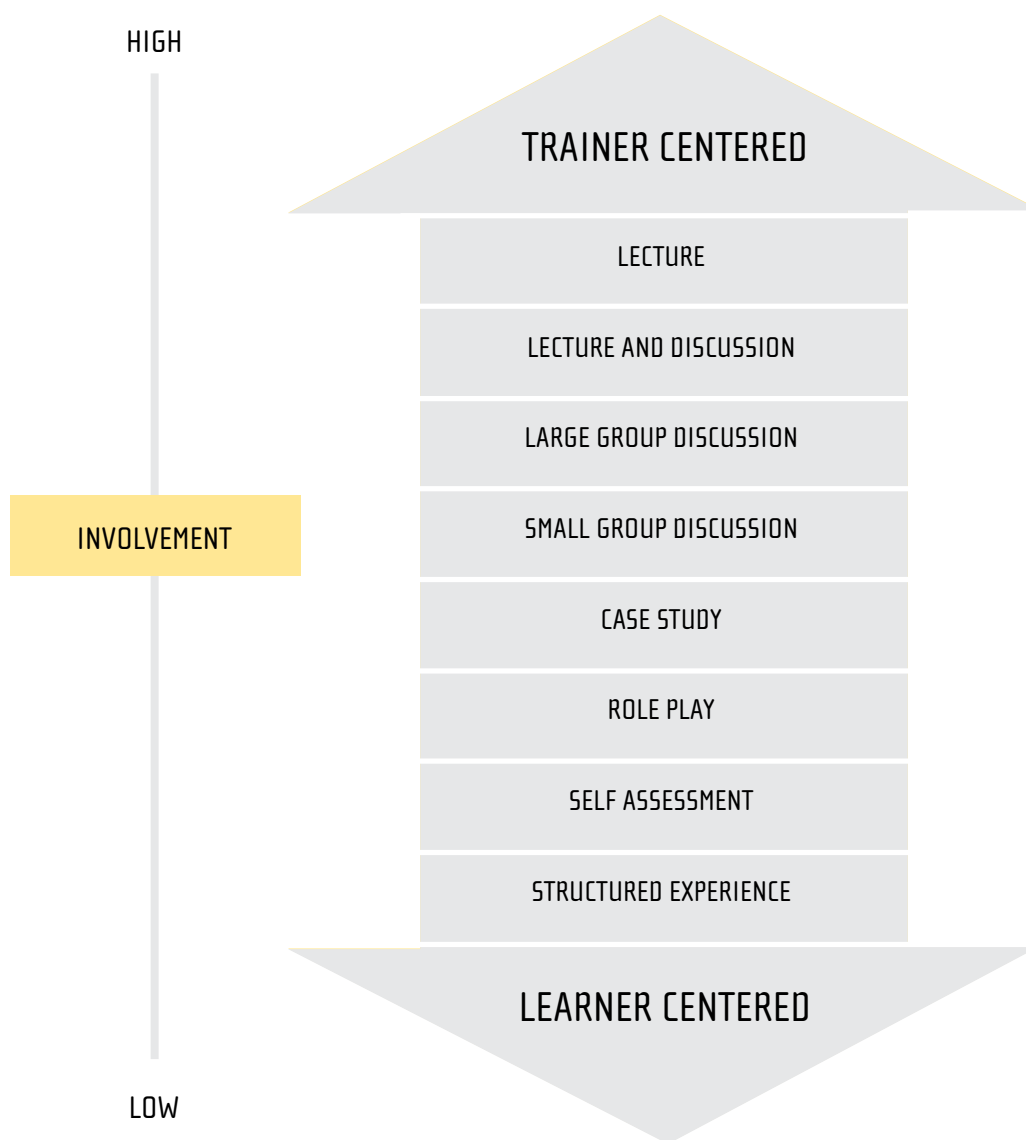 HIGH
TRAINER CENTERED
LECTURE
LECTURE AND DISCUSSION
LARGE GROUP DISCUSSION
SMALL GROUP DISCUSSION
INVOLVEMENT
CASE STUDY
ROLE PLAY
SELF ASSESSMENT
STRUCTURED EXPERIENCE
LEARNER CENTERED
LOW